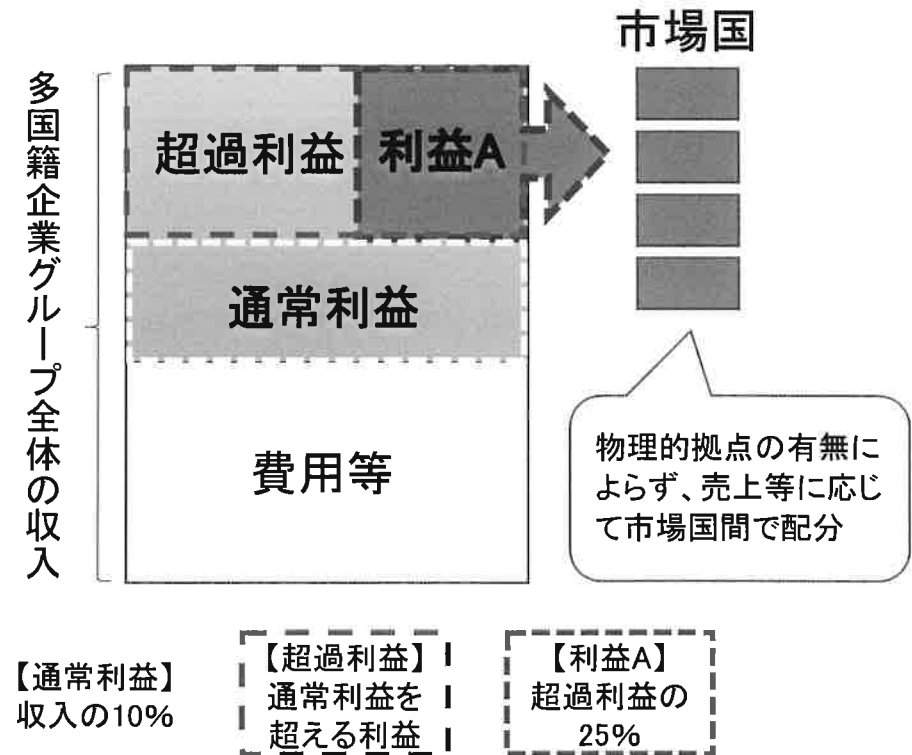 市場国
多国籍企業グループ全体の収入
超過利益
利益A
通常利益
費用等
物理的拠点の有無に
よらず、売上等に応じ
て市場国間で配分
【通常利益】
収入の10%
【超過利益】
通常利益を
超える利益
【利益A】
超過利益の
25%